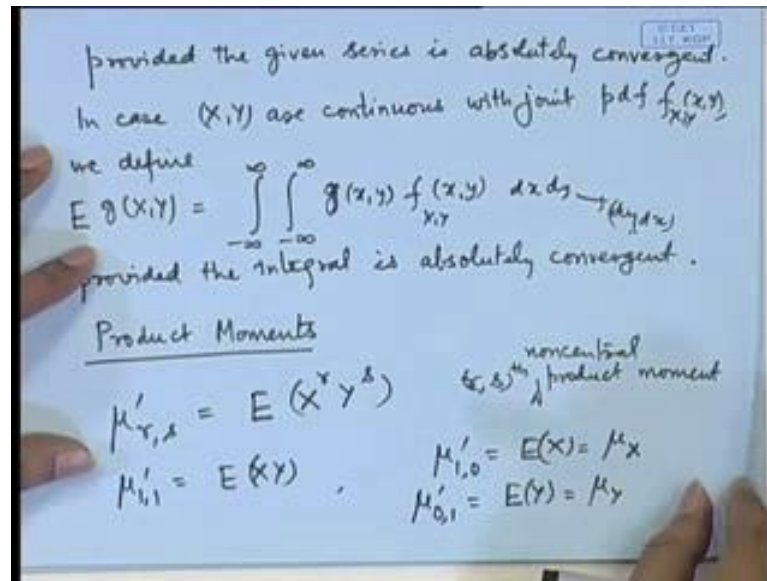 provided the given series is absolutely convergent.
In case (X,Y) are continuous with joint pdf f_{X,Y}(x,y),
we define
E g(X,Y) = ∫_{-∞}^{∞} ∫_{-∞}^{∞} g(x,y) f_{X,Y}(x,y) dx dy → (dy dx)
provided the integral is absolutely convergent.
Product Moments
μ'_{r,s} = E (X^r Y^s) (r,s)^{th} noncentral product moment
μ'_{1,1} = E(XY) , μ'_{1,0} = E(X) = μ_X
μ'_{0,1} = E(Y) = μ_Y